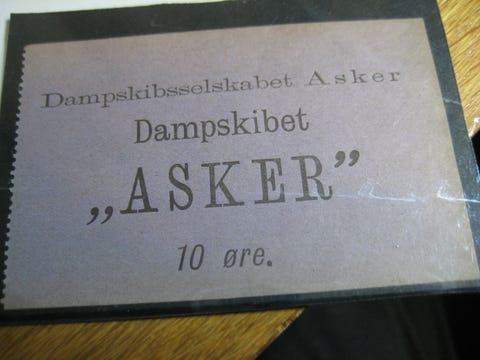 Dampskibsselskabet Asker
Dampskibet
„ASKER”
10 øre.